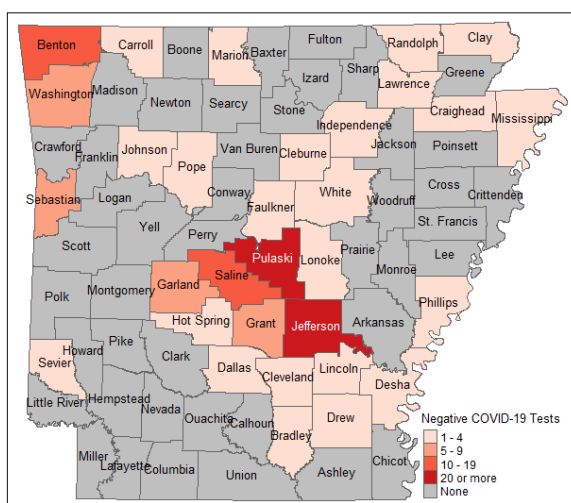 Benton
Carroll
Boone
Marion
Baxter
Fulton
Randolph
Clay
Washington
Madison
Newton
Searcy
Stone
Izard
Sharp
Lawrence
Greene
Craighead
Mississippi
Crawford
Franklin
Johnson
Pope
Van Buren
Cleburne
Independence
Jackson
Poinsett
Sebastian
Logan
Conway
Faulkner
White
Woodruff
Cross
Crittenden
Scott
Yell
Perry
Pulaski
Lonoke
Prairie
Monroe
St. Francis
Lee
Polk
Montgomery
Garland
Saline
Hot Spring
Grant
Jefferson
Arkansas
Phillips
Sevier
Howard
Pike
Clark
Dallas
Cleveland
Lincoln
Desha
Little River
Hempstead
Nevada
Ouachita
Calhoun
Bradley
Drew
Miller
Lafayette
Columbia
Union
Ashley
Chicot
Negative COVID-19 Tests
1 - 4
5 - 9
10 - 19
20 or more
None